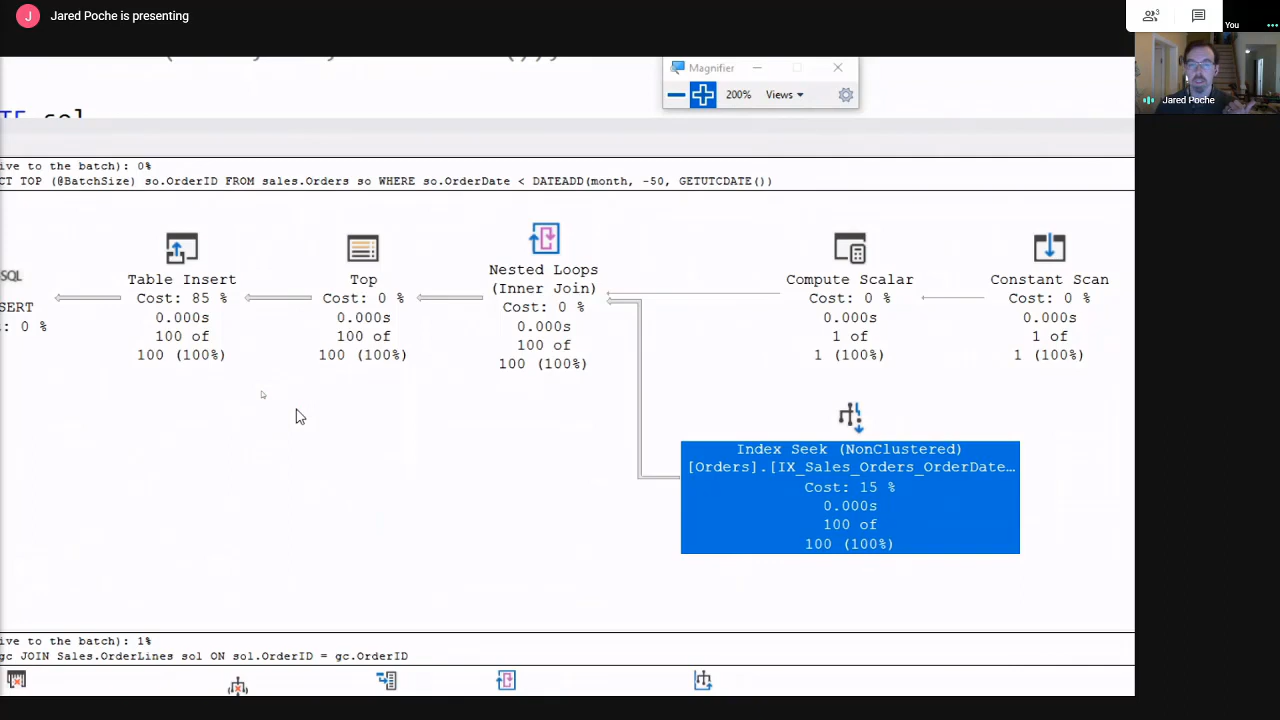 J
Jared Poche is presenting
3
You
Jared Poche
Magnifier
200%
Views
TE sol
ive to the batch): 0%
CT TOP (@BatchSize) so.OrderID FROM sales.Orders so WHERE so.OrderDate < DATEADD(month, -50, GETUTCDATE())
SQL
ERT
: 0 %
Table Insert
Cost: 85 %
0.000s
100 of
100 (100%)
Top
Cost: 0 %
0.000s
100 of
100 (100%)
Nested Loops
(Inner Join)
Cost: 0 %
0.000s
100 of
100 (100%)
Compute Scalar
Cost: 0 %
0.000s
1 of
1 (100%)
Constant Scan
Cost: 0 %
0.000s
1 of
1 (100%)
Index Seek (NonClustered)
[Orders].[IX_Sales_Orders_OrderDate…
Cost: 15 %
0.000s
100 of
100 (100%)
ive to the batch): 1%
gc JOIN Sales.OrderLines sol ON sol.OrderID = gc.OrderID